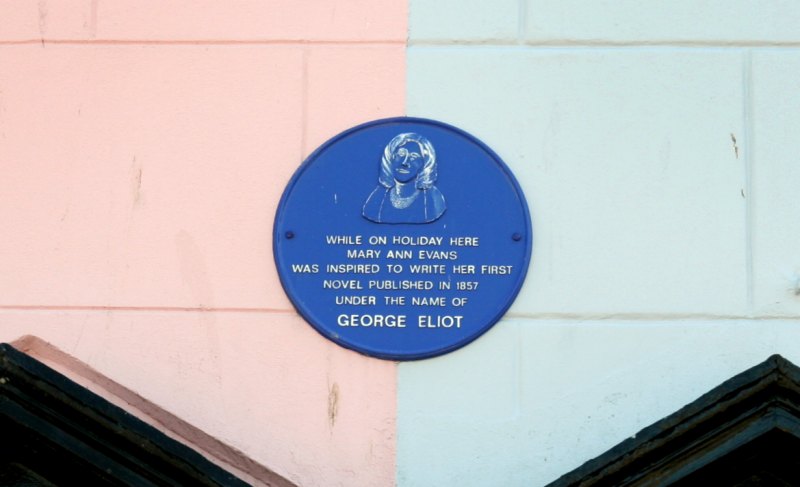 WHILE ON HOLIDAY HERE
MARY ANN EVANS
WAS INSPIRED TO WRITE HER FIRST
NOVEL PUBLISHED IN 1857
UNDER THE NAME OF
GEORGE ELIOT